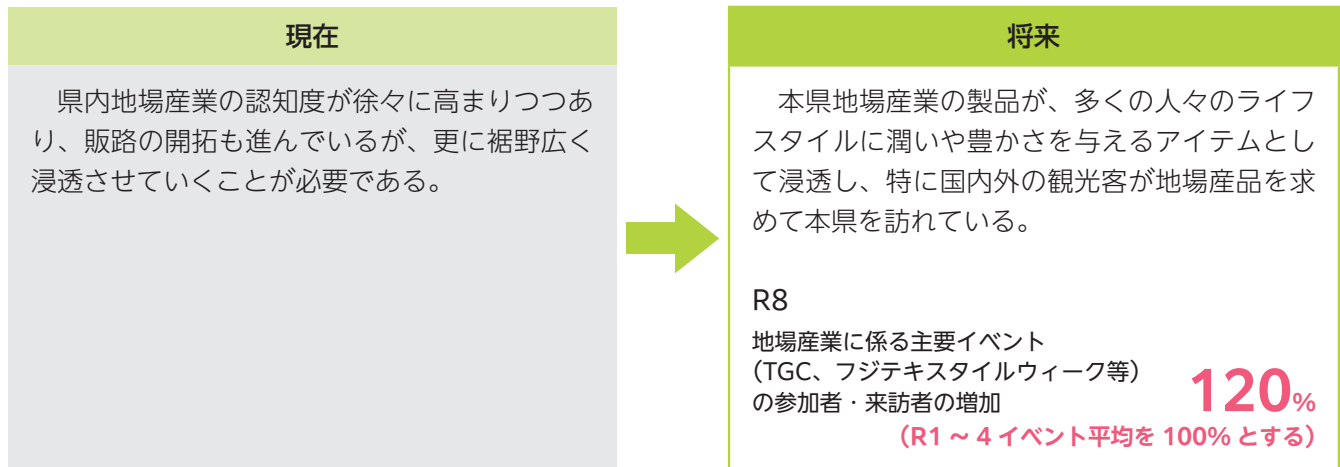 現在
　県内地場産業の認知度が徐々に高まりつつあ
り、販路の開拓も進んでいるが、更に裾野広く
浸透させていくことが必要である。
将来
　本県地場産業の製品が、多くの人々のライフ
スタイルに潤いや豊かさを与えるアイテムとし
て浸透し、特に国内外の観光客が地場産品を求
めて本県を訪れている。
R8
地場産業に係る主要イベント
（TGC、フジテキスタイルウィーク等）
の参加者・来訪者の増加
120%
（R1 ~ 4 イベント平均を 100% とする）